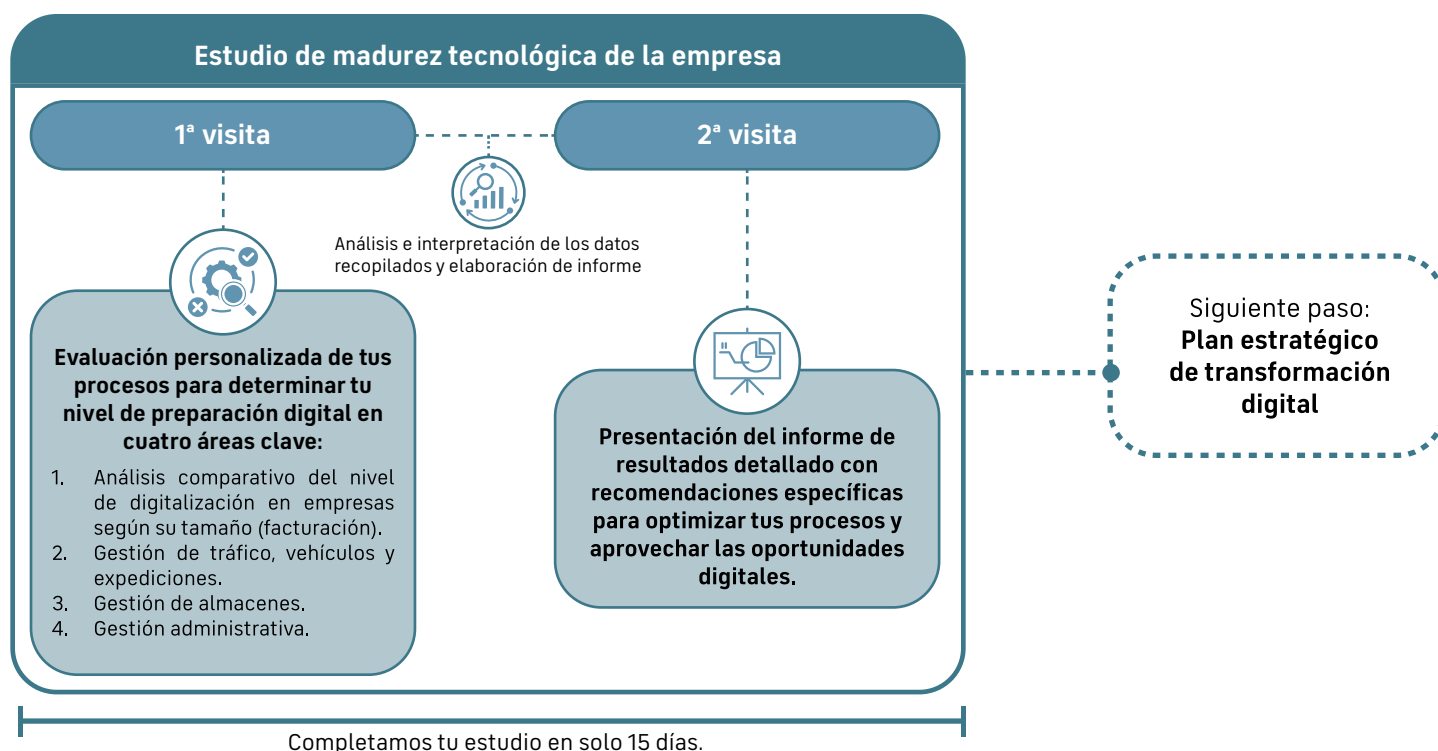 Estudio de madurez tecnológica de la empresa
1ª visita
2ª visita
Análisis e interpretación de los datos
recopilados y elaboración de informe
Evaluación personalizada de tus
procesos para determinar tu
nivel de preparación digital en
cuatro áreas clave:
1. Análisis comparativo del nivel
de digitalización en empresas
según su tamaño (facturación).
2. Gestión de tráfico, vehículos y
expediciones.
3. Gestión de almacenes.
4. Gestión administrativa.
Presentación del informe de
resultados detallado con
recomendaciones específicas
para optimizar tus procesos y
aprovechar las oportunidades
digitales.
Siguiente paso:
Plan estratégico
de transformación
digital
Completamos tu estudio en solo 15 días.